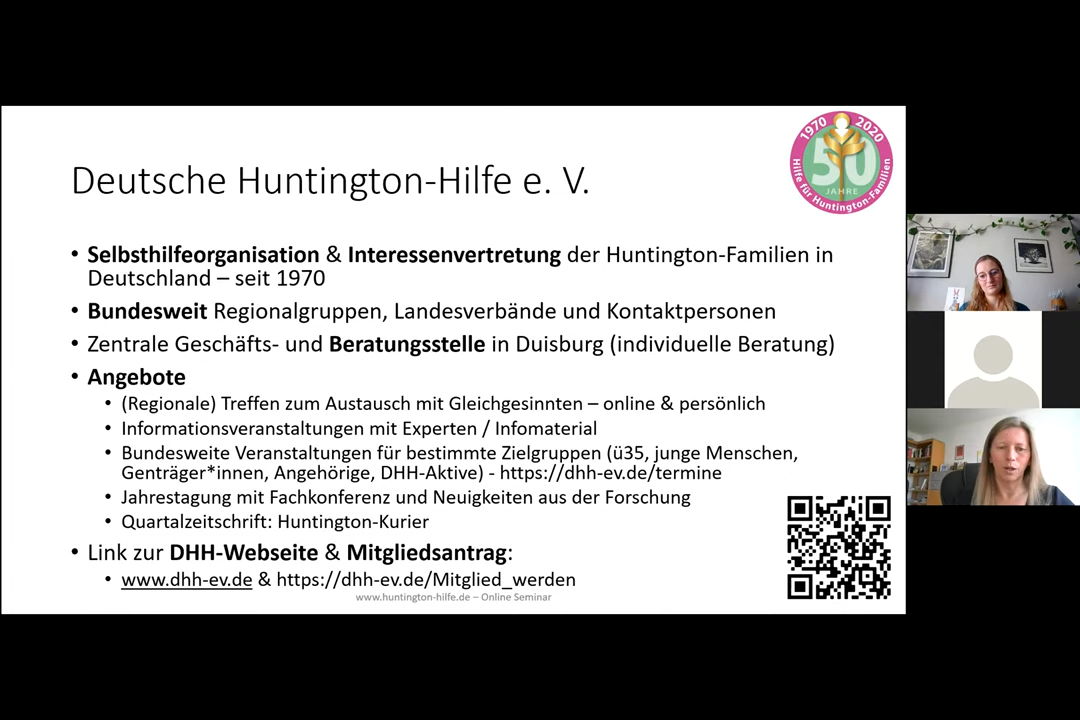 Deutsche Huntington-Hilfe e. V.
1970 2020
50
JAHRE
Hilfe für Huntington-Familien
• Selbsthilfeorganisation & Interessenvertretung der Huntington-Familien in
Deutschland – seit 1970
• Bundesweit Regionalgruppen, Landesverbände und Kontaktpersonen
• Zentrale Geschäfts- und Beratungsstelle in Duisburg (individuelle Beratung)
• Angebote
• (Regionale) Treffen zum Austausch mit Gleichgesinnten – online & persönlich
• Informationsveranstaltungen mit Experten / Infomaterial
• Bundesweite Veranstaltungen für bestimmte Zielgruppen (ü35, junge Menschen,
Genträger*innen, Angehörige, DHH-Aktive) - https://dhh-ev.de/termine
• Jahrestagung mit Fachkonferenz und Neuigkeiten aus der Forschung
• Quartalzeitschrift: Huntington-Kurier
• Link zur DHH-Webseite & Mitgliedsantrag:
• www.dhh-ev.de & https://dhh-ev.de/Mitglied_werden
www.huntington-hilfe.de – Online Seminar